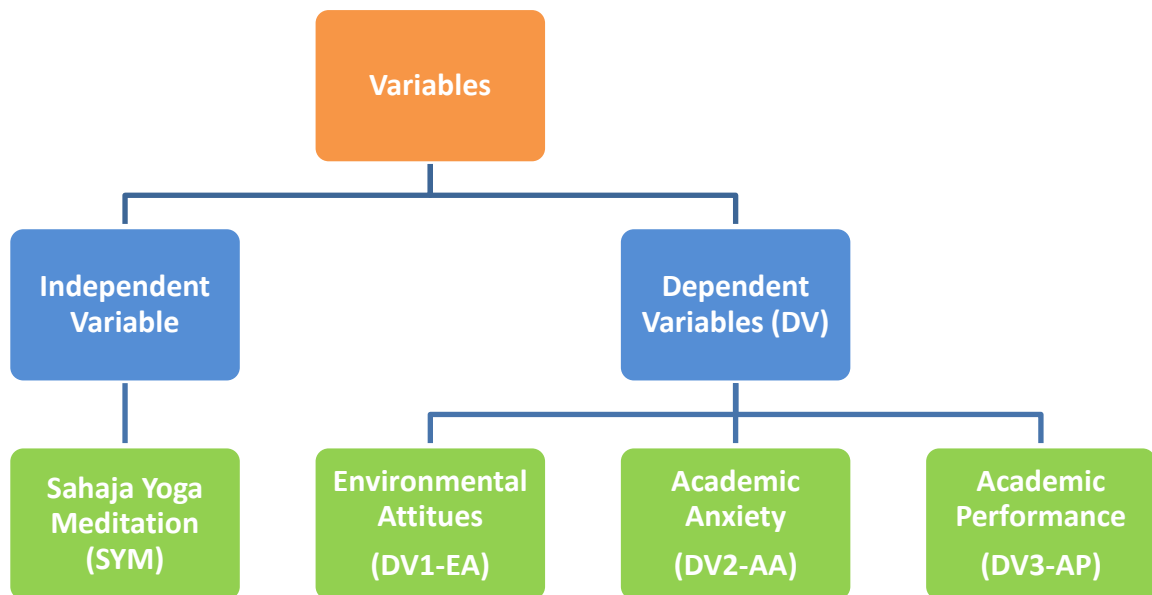 Variables
Independent
Variable
Dependent
Variables (DV)
Sahaja Yoga
Meditation
(SYM)
Environmental
Attitues
(DV1-EA)
Academic
Anxiety
(DV2-AA)
Academic
Performance
(DV3-AP)